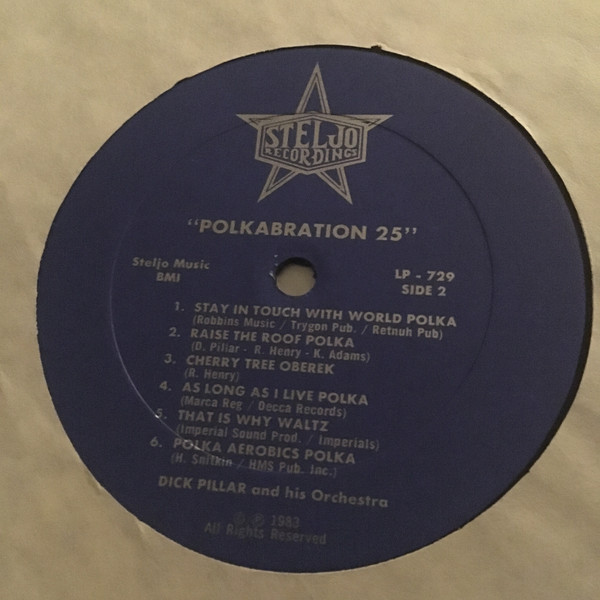 STELJO
RECORDINGS
"POLKABRATION 25"
Steljo Music
BMI
LP - 729
SIDE 2
1. STAY IN TOUCH WITH WORLD POLKA
(Robbins Music / Trygon Pub. / Retnuh Pub)
2. RAISE THE ROOF POLKA
(D. Pillar - R. Henry - K. Adams)
3. CHERRY TREE OBEREK
(R. Henry)
4. AS LONG AS I LIVE POLKA
(Marca Reg / Decca Records)
5. THAT IS WHY WALTZ
(Imperial Sound Prod. / Imperials)
6. POLKA AEROBICS POLKA
(H. Snitkin / HMS Pub. Inc.)
DICK PILLAR and his Orchestra
© ℗ 1983
All Rights Reserved